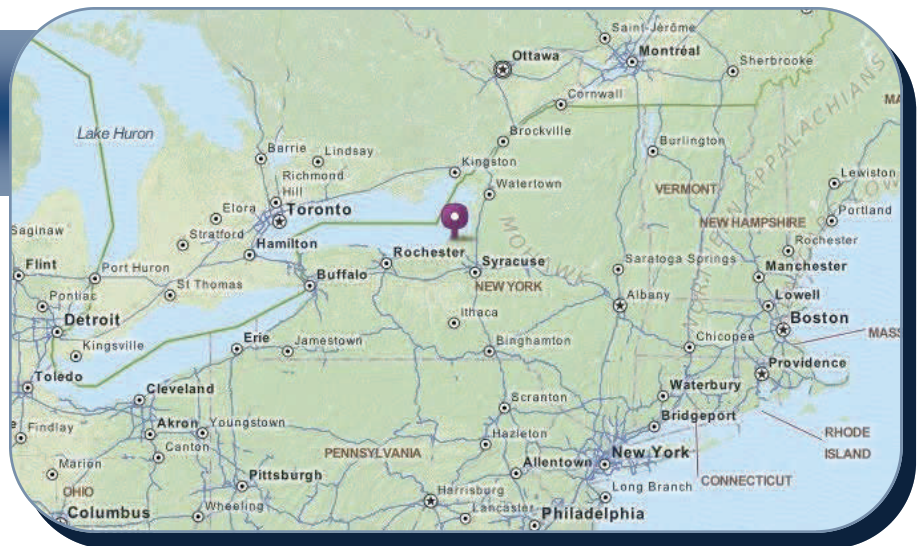 Saint-Jérôme
Ottawa
Montréal
Sherbrooke
Cornwall
MA
Lake Huron
Brockville
Barrie
Lindsay
Burlington
Kingston
Richmond
Hill
Watertown
VERMONT
Lewiston
Elora
Toronto
Portland
NEW HAMPSHIRE
Saginaw
Stratford
Hamilton
Rochester
MOHAWK
Rochester
Syracuse
Saratoga Springs
Flint
Port Huron
Buffalo
Manchester
NEW YORK
St Thomas
Pontiac
Albany
Lowell
Detroit
Ithaca
Boston
MASS
Kingsville
Erie
Jamestown
Binghamton
Chicopee
Providence
Toledo
Cleveland
Waterbury
Scranton
Bridgeport
Akron
Youngstown
Findlay
Hazleton
RHODE
ISLAND
Canton
PENNSYLVANIA
New York
Marion
Allentown
Pittsburgh
CONNECTICUT
OHIO
Harrisburg
Long Branch
Columbus
Wheeling
Lancaster
Philadelphia
APPALACHIANS